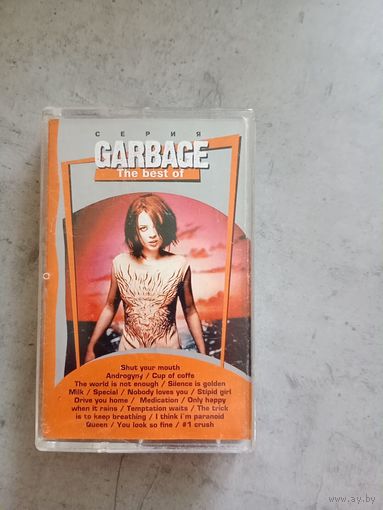 СЕРИЯ
GARBAGE
The best of
Shut your mouth
Androgyny / Cup of coffe
The world is not enough / Silence is golden
Milk / Special / Nobody loves you / Stipid girl
Drive you home / Medication / Only happy
when it rains / Temptation waits / The trick
is to keep breathing / I think i'm paranoid
Queen / You look so fine / #1 crush
www.ay.by